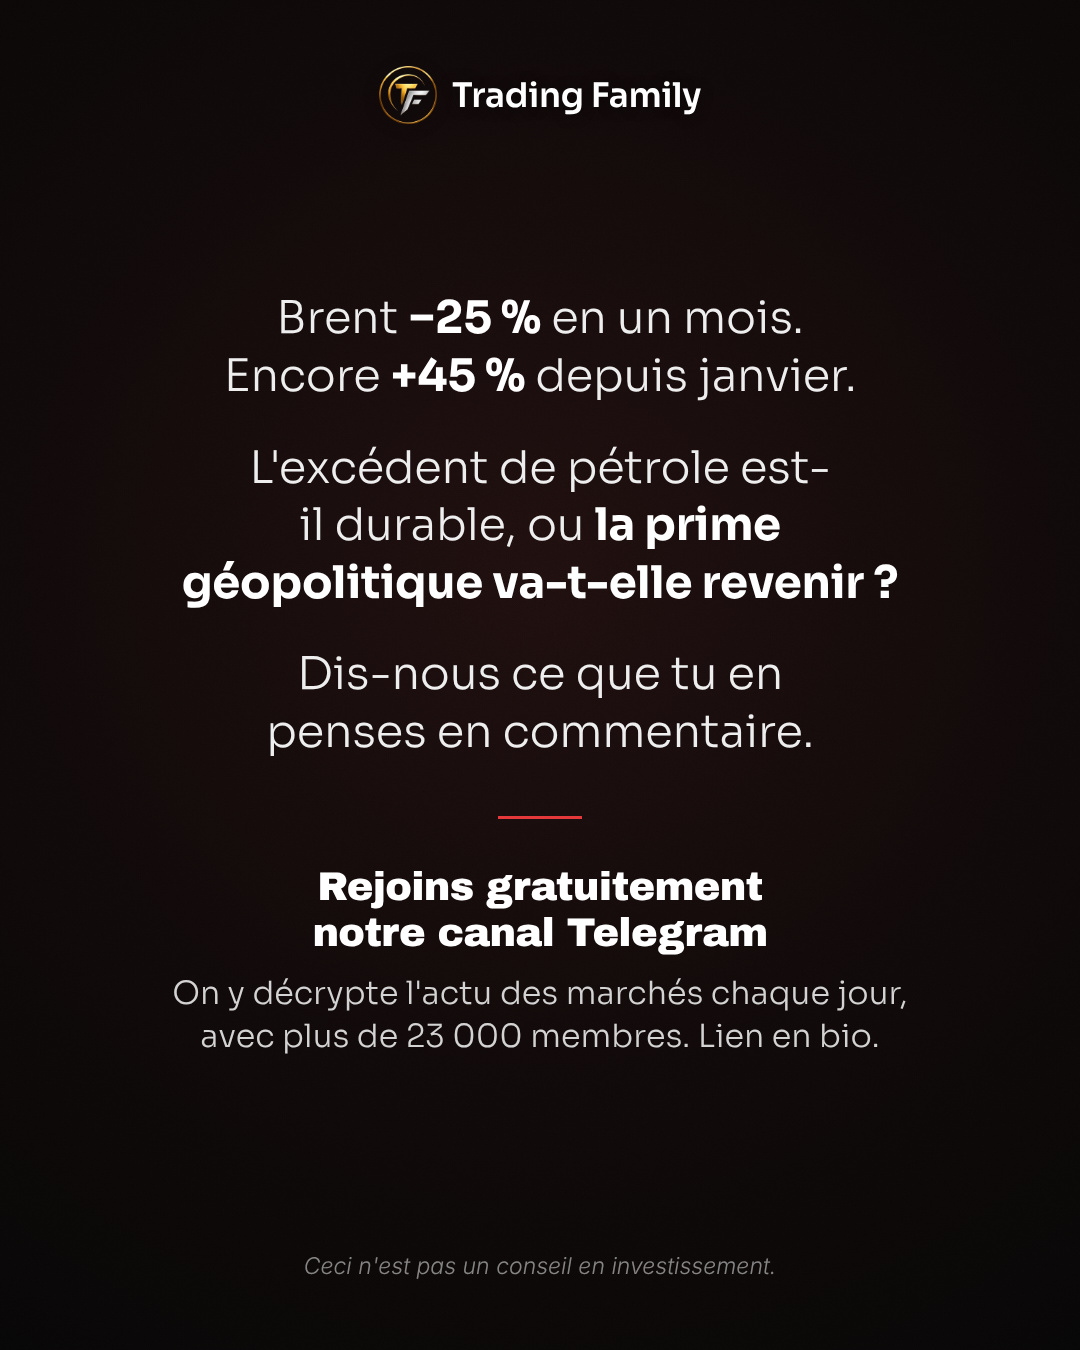 TF Trading Family
Brent −25 % en un mois.
Encore +45 % depuis janvier.
L'excédent de pétrole est-
il durable, ou la prime
géopolitique va-t-elle revenir ?
Dis-nous ce que tu en
penses en commentaire.
Rejoins gratuitement
notre canal Telegram
On y décrypte l'actu des marchés chaque jour,
avec plus de 23 000 membres. Lien en bio.
Ceci n'est pas un conseil en investissement.